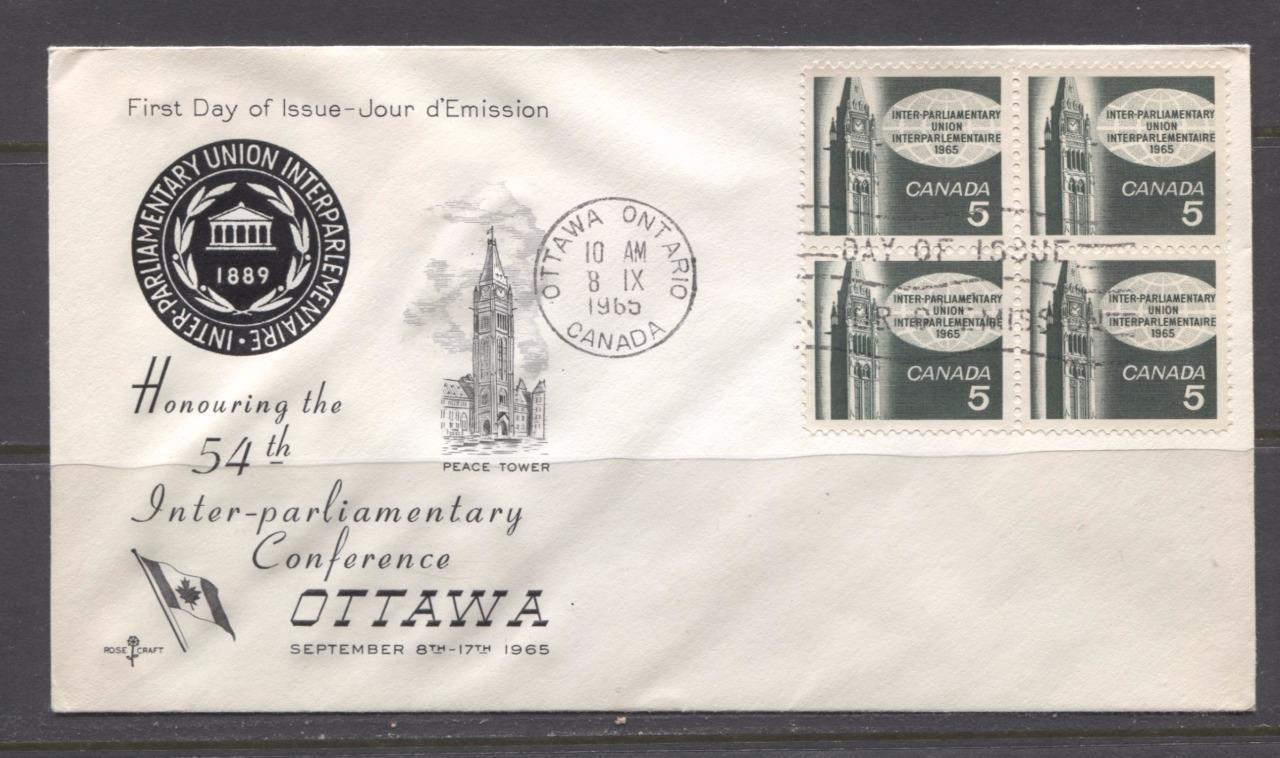 First Day of Issue-Jour d'Emission
INTER-PARLIAMENTARY UNION INTERPARLEMENTAIRE •
1889
Honouring the
54th
Inter-parliamentary
Conference
OTTAWA
SEPTEMBER 8TH-17TH 1965
ROSE CRAFT
PEACE TOWER
OTTAWA ONTARIO
10 AM
8 IX
1965
CANADA
INTER-PARLIAMENTARY
UNION
INTERPARLEMENTAIRE
1965
CANADA
5
INTER-PARLIAMENTARY
UNION
INTERPARLEMENTAIRE
1965
CANADA
5
DAY OF ISSUE
INTER-PARLIAMENTARY
UNION
INTERPARLEMENTAIRE
1965
CANADA
5
INTER-PARLIAMENTARY
UNION
INTERPARLEMENTAIRE
1965
CANADA
5